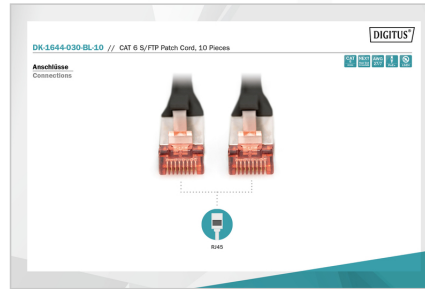 DIGITUS®
DK-1644-030-BL-10 // CAT 6 S/FTP Patch Cord, 10 Pieces
Anschlüsse
Connections
RJ45